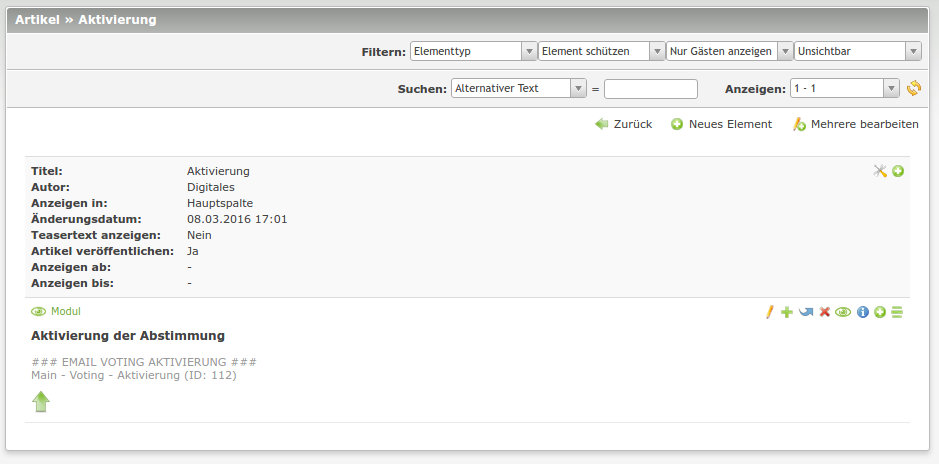 Artikel » Aktivierung
Filtern: Elementtyp Element schützen Nur Gästen anzeigen Unsichtbar
Suchen: Alternativer Text = Anzeigen: 1 - 1
Zurück Neues Element Mehrere bearbeiten
Titel: Aktivierung
Autor: Digitales
Anzeigen in: Hauptspalte
Änderungsdatum: 08.03.2016 17:01
Teasertext anzeigen: Nein
Artikel veröffentlichen: Ja
Anzeigen ab: -
Anzeigen bis: -
Modul
Aktivierung der Abstimmung
### EMAIL VOTING AKTIVIERUNG ###
Main - Voting - Aktivierung (ID: 112)